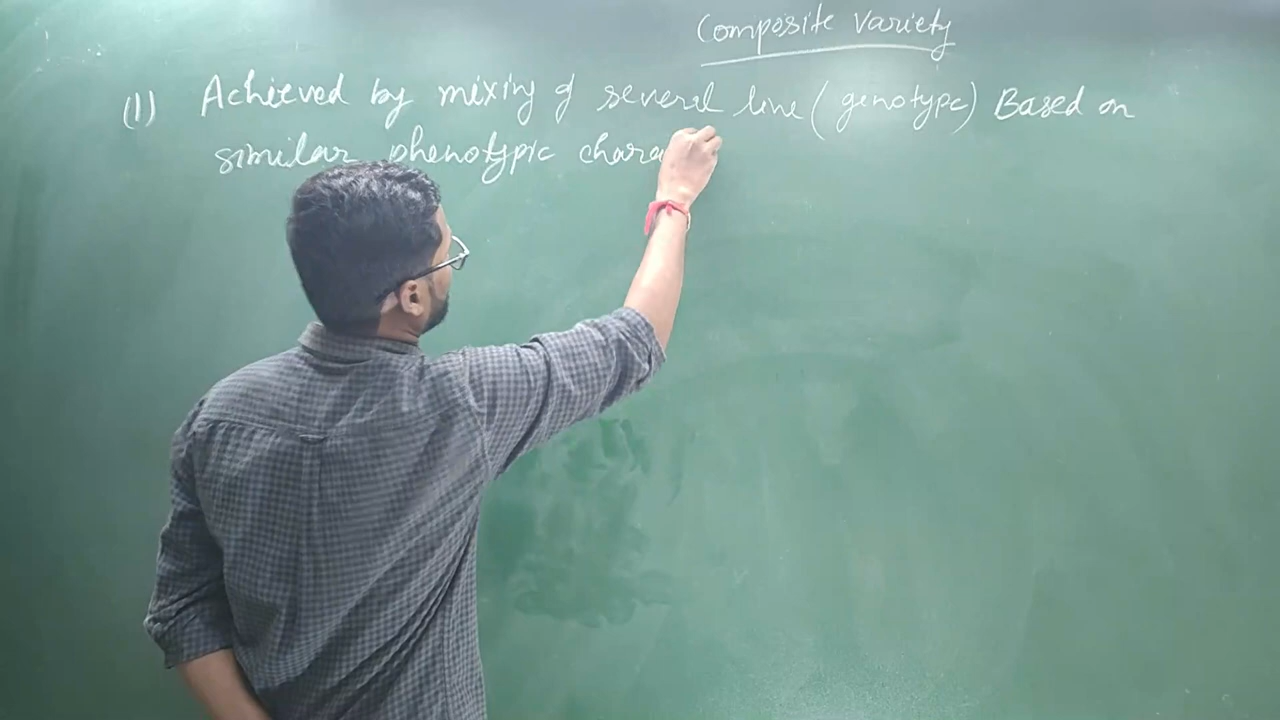 Composite Variety
(1) Achieved by mixing of several line (genotype) Based on
similar phenotypic chara